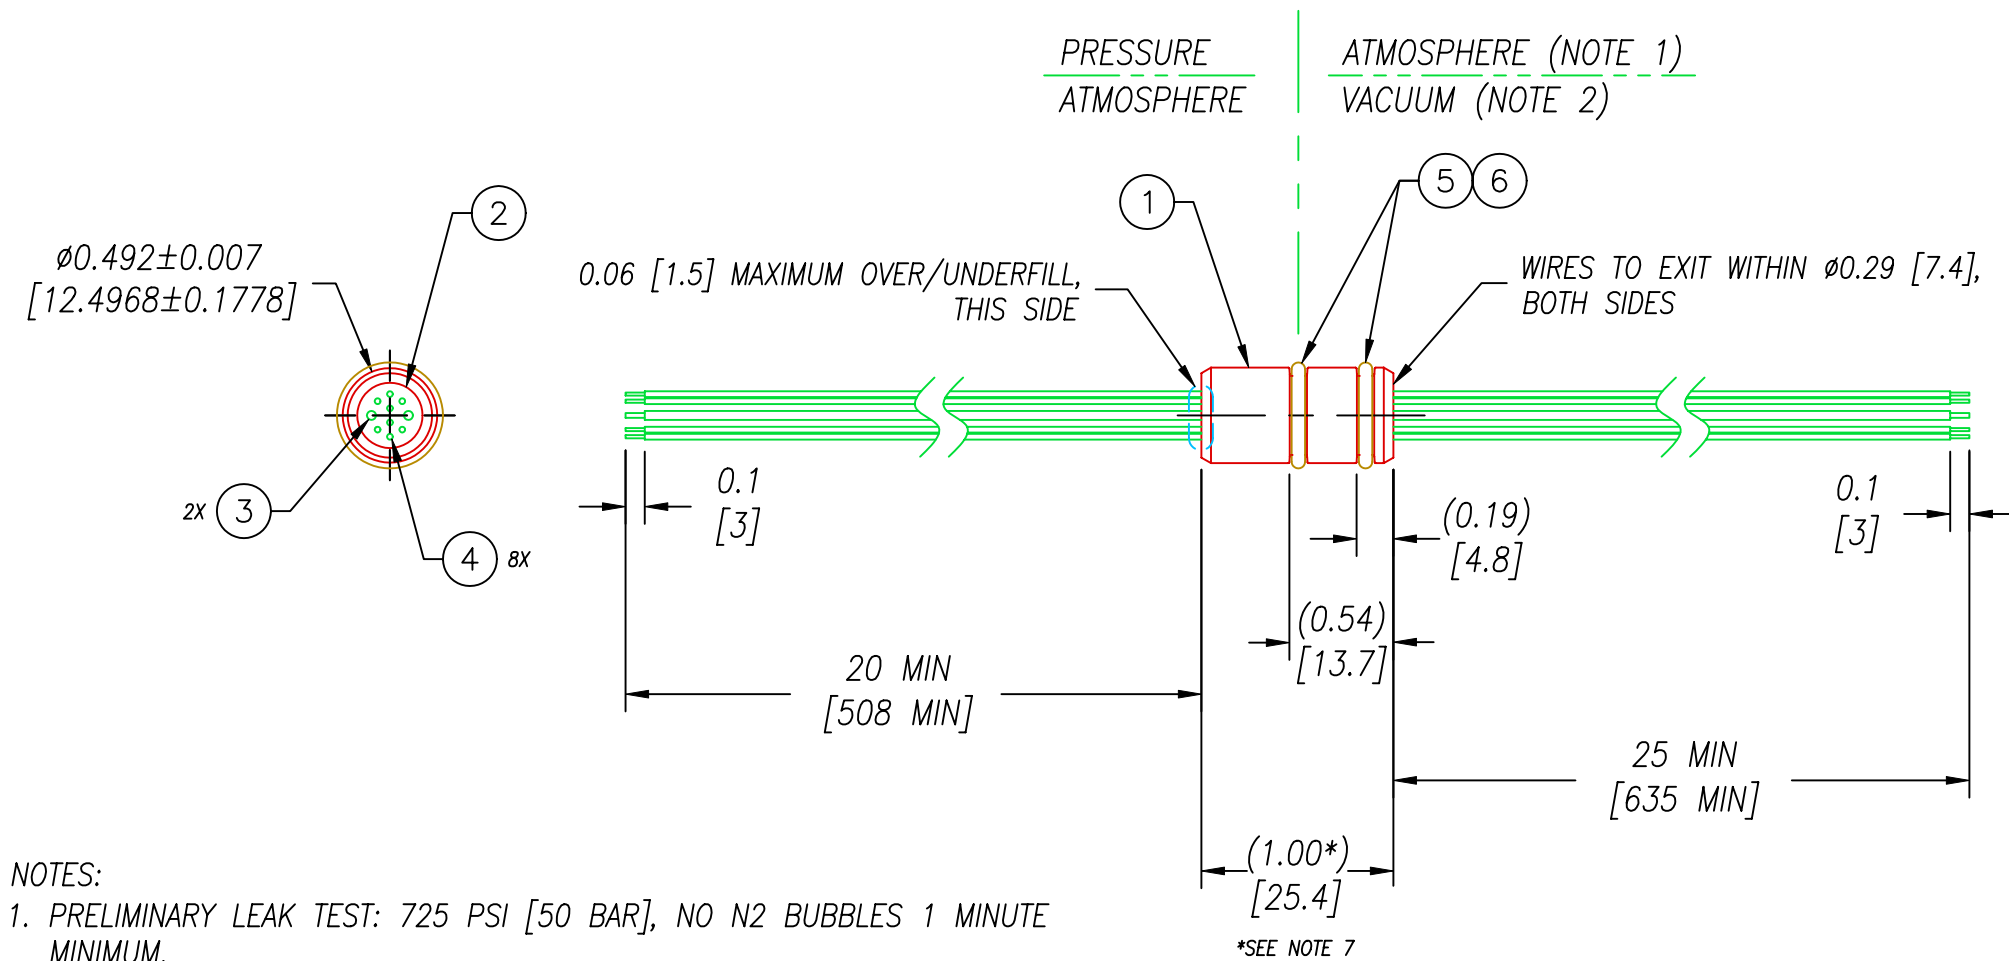 PRESSURE
ATMOSPHERE
ATMOSPHERE (NOTE 1)
VACUUM (NOTE 2)
1
5
6
2
ø0.492±0.007
[12.4968±0.1778]
0.06 [1.5] MAXIMUM OVER/UNDERFILL,
THIS SIDE
WIRES TO EXIT WITHIN ø0.29 [7.4],
BOTH SIDES
2X 3
4 8X
0.1
[3]
(0.19)
[4.8]
0.1
[3]
(0.54)
[13.7]
20 MIN
[508 MIN]
25 MIN
[635 MIN]
(1.00*)
[25.4]
*SEE NOTE 7
NOTES:
1. PRELIMINARY LEAK TEST: 725 PSI [50 BAR], NO N2 BUBBLES 1 MINUTE
MINIMUM.